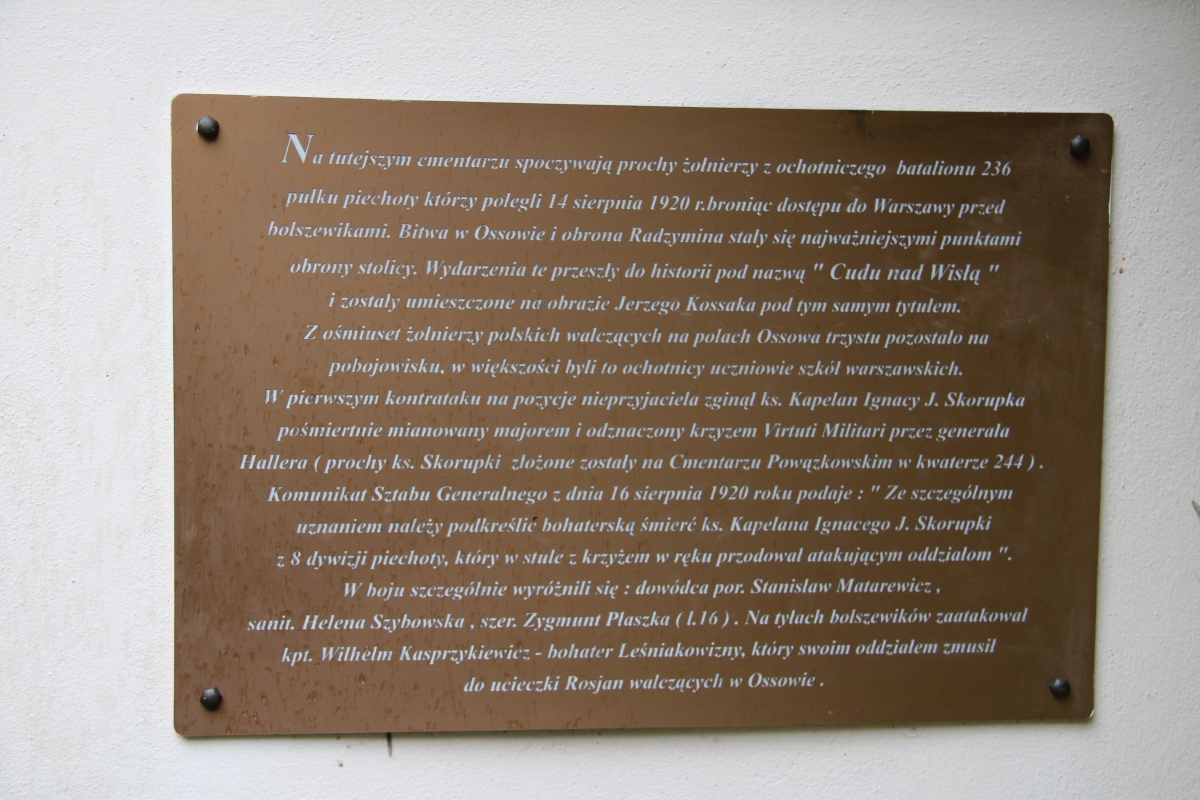 Na tutejszym cmentarzu spoczywają prochy żołnierzy z ochotniczego batalionu 236
pułku piechoty którzy polegli 14 sierpnia 1920 r.broniąc dostępu do Warszawy przed
bolszewikami. Bitwa w Ossowie i obrona Radzymina stały się najważniejszymi punktami
obrony stolicy. Wydarzenia te przeszły do historii pod nazwą " Cudu nad Wisłą "
i zostały umieszczone na obrazie Jerzego Kossaka pod tym samym tytułem.
Z ośmiuset żołnierzy polskich walczących na polach Ossowa trzystu pozostało na
pobojowisku, w większości byli to ochotnicy uczniowie szkół warszawskich.
W pierwszym kontrataku na pozycje nieprzyjaciela zginął ks. Kapelan Ignacy J. Skorupka
pośmiertnie mianowany majorem i odznaczony krzyzem Virtuti Militari przez generała
Hallera ( prochy ks. Skorupki złożone zostały na Cmentarzu Powązkowskim w kwaterze 244 ) .
Komunikat Sztabu Generalnego z dnia 16 sierpnia 1920 roku podaje : " Ze szczególnym
uznaniem należy podkreślić bohaterską śmierć ks. Kapelana Ignacego J. Skorupki
z 8 dywizji piechoty, który w stule z krzyżem w ręku przodował atakującym oddziałom ".
W boju szczególnie wyróżnili się : dowódca por. Stanisław Matarewicz ,
sanit. Helena Szybowska , szer. Zygmunt Płaszka ( l.16 ) . Na tyłach bolszewików zaatakował
kpt. Wilhelm Kasprzykiewicz - bohater Leśniakowizny, który swoim oddziałem zmusił
do ucieczki Rosjan walczących w Ossowie .